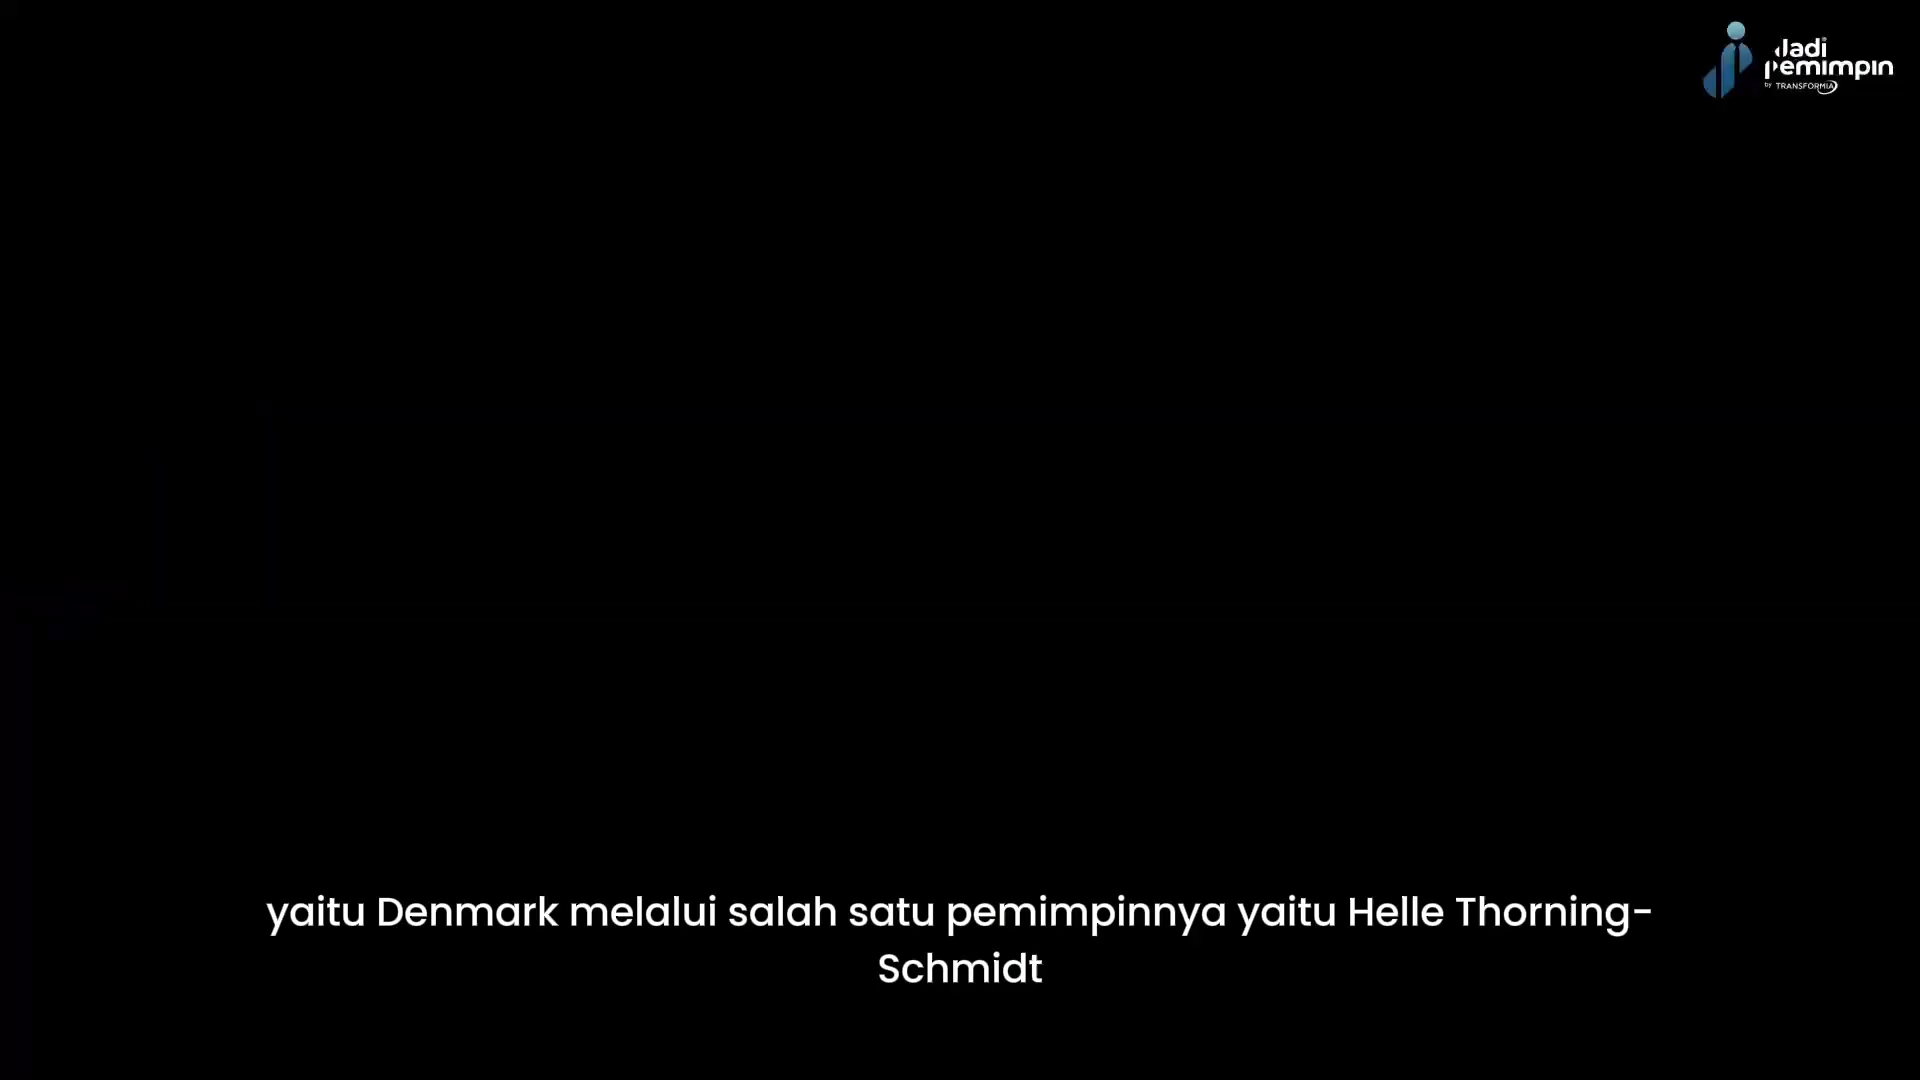 Jadi
pemimpin
by TRANSFORMIA
yaitu Denmark melalui salah satu pemimpinnya yaitu Helle Thorning-
Schmidt